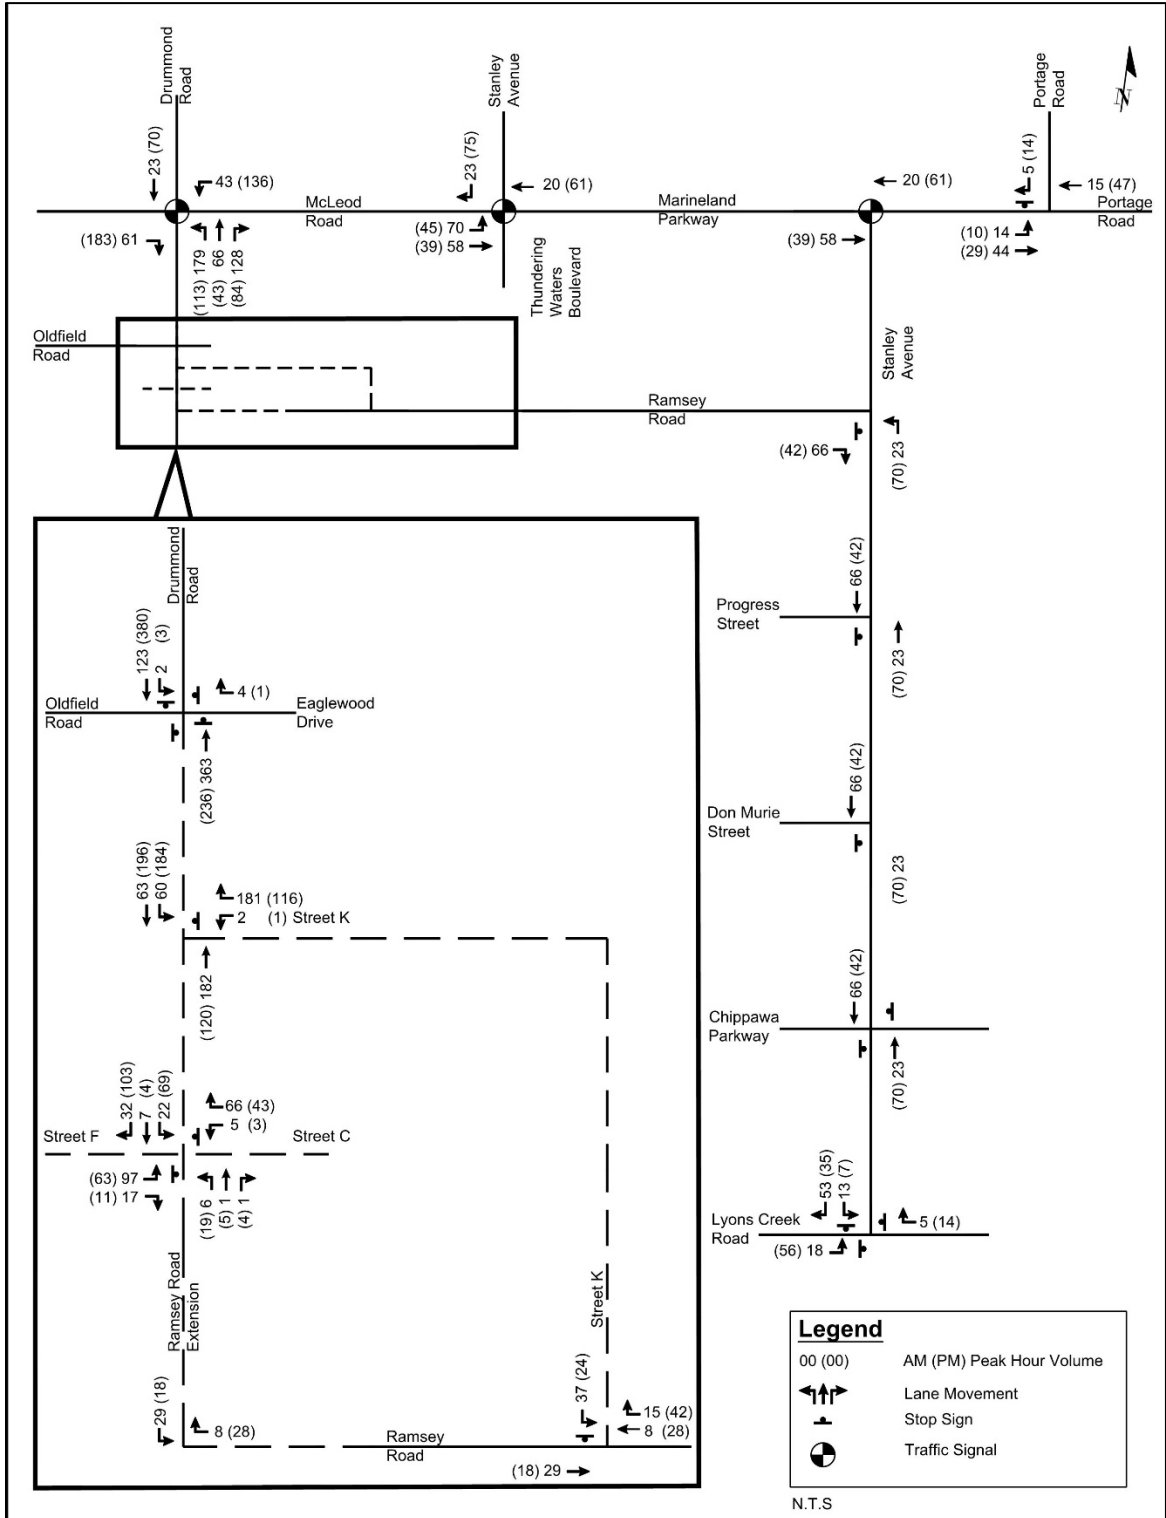 Drummond
Road
Stanley
Avenue
Portage
Road
N
23 (70)
43 (136)
23 (75)
20 (61)
20 (61)
5 (14)
15 (47)
McLeod
Road
Marineland
Parkway
Portage
Road
(183) 61
(113) 179
(43) 66
(84) 128
(45) 70
(39) 58
(39) 58
(10) 14
(29) 44
Thundering
Waters
Boulevard
Oldfield
Road
Stanley
Avenue
Ramsey
Road
(42) 66
(70) 23
Drummond
Road
66 (42)
Progress
Street
(70) 23
123 (380)
2 (3)
4 (1)
Oldfield
Road
Eaglewood
Drive
(236) 363
66 (42)
Don Murie
Street
(70) 23
63 (196)
60 (184)
181 (116)
2 (1) Street K
(120) 182
66 (42)
Chippawa
Parkway
(70) 23
32 (103)
7 (4)
22 (69)
66 (43)
5 (3)
Street F
Street C
(63) 97
(11) 17
(19) 6
(5) 1
(4) 1
53 (35)
13 (7)
Lyons Creek
Road
5 (14)
(56) 18
Ramsey Road
Extension
Street K
29 (18)
8 (28)
37 (24)
15 (42)
8 (28)
Ramsey
Road
(18) 29
Legend
00 (00) AM (PM) Peak Hour Volume
Lane Movement
Stop Sign
Traffic Signal
N.T.S